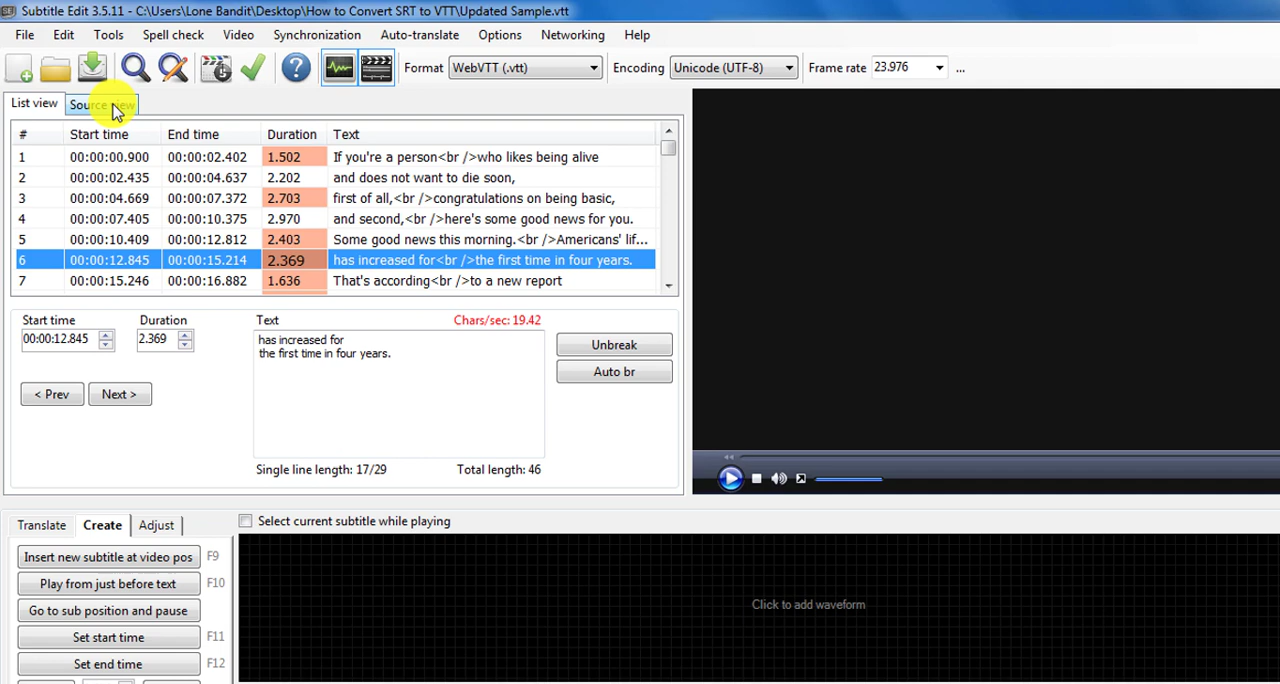 Subtitle Edit 3.5.11 - C:\Users\Lone Bandit\Desktop\How to Convert SRT to VTT\Updated Sample.vtt
File Edit Tools Spell check Video Synchronization Auto-translate Options Networking Help
Format WebVTT (.vtt) Encoding Unicode (UTF-8) Frame rate 23.976 ...
List view Source view
# Start time End time Duration Text
1 00:00:00.900 00:00:02.402 1.502 If you're a person<br />who likes being alive
2 00:00:02.435 00:00:04.637 2.202 and does not want to die soon,
3 00:00:04.669 00:00:07.372 2.703 first of all,<br />congratulations on being basic,
4 00:00:07.405 00:00:10.375 2.970 and second,<br />here's some good news for you.
5 00:00:10.409 00:00:12.812 2.403 Some good news this morning.<br />Americans' lif...
6 00:00:12.845 00:00:15.214 2.369 has increased for<br />the first time in four years.
7 00:00:15.246 00:00:16.882 1.636 That's according<br />to a new report
Start time Duration Text Chars/sec: 19.42
00:00:12.845 2.369 has increased for
the first time in four years.
Unbreak
Auto br
< Prev Next >
Single line length: 17/29 Total length: 46
Translate Create Adjust Select current subtitle while playing
Insert new subtitle at video pos F9
Play from just before text F10
Go to sub position and pause
Set start time F11
Set end time F12
Click to add waveform